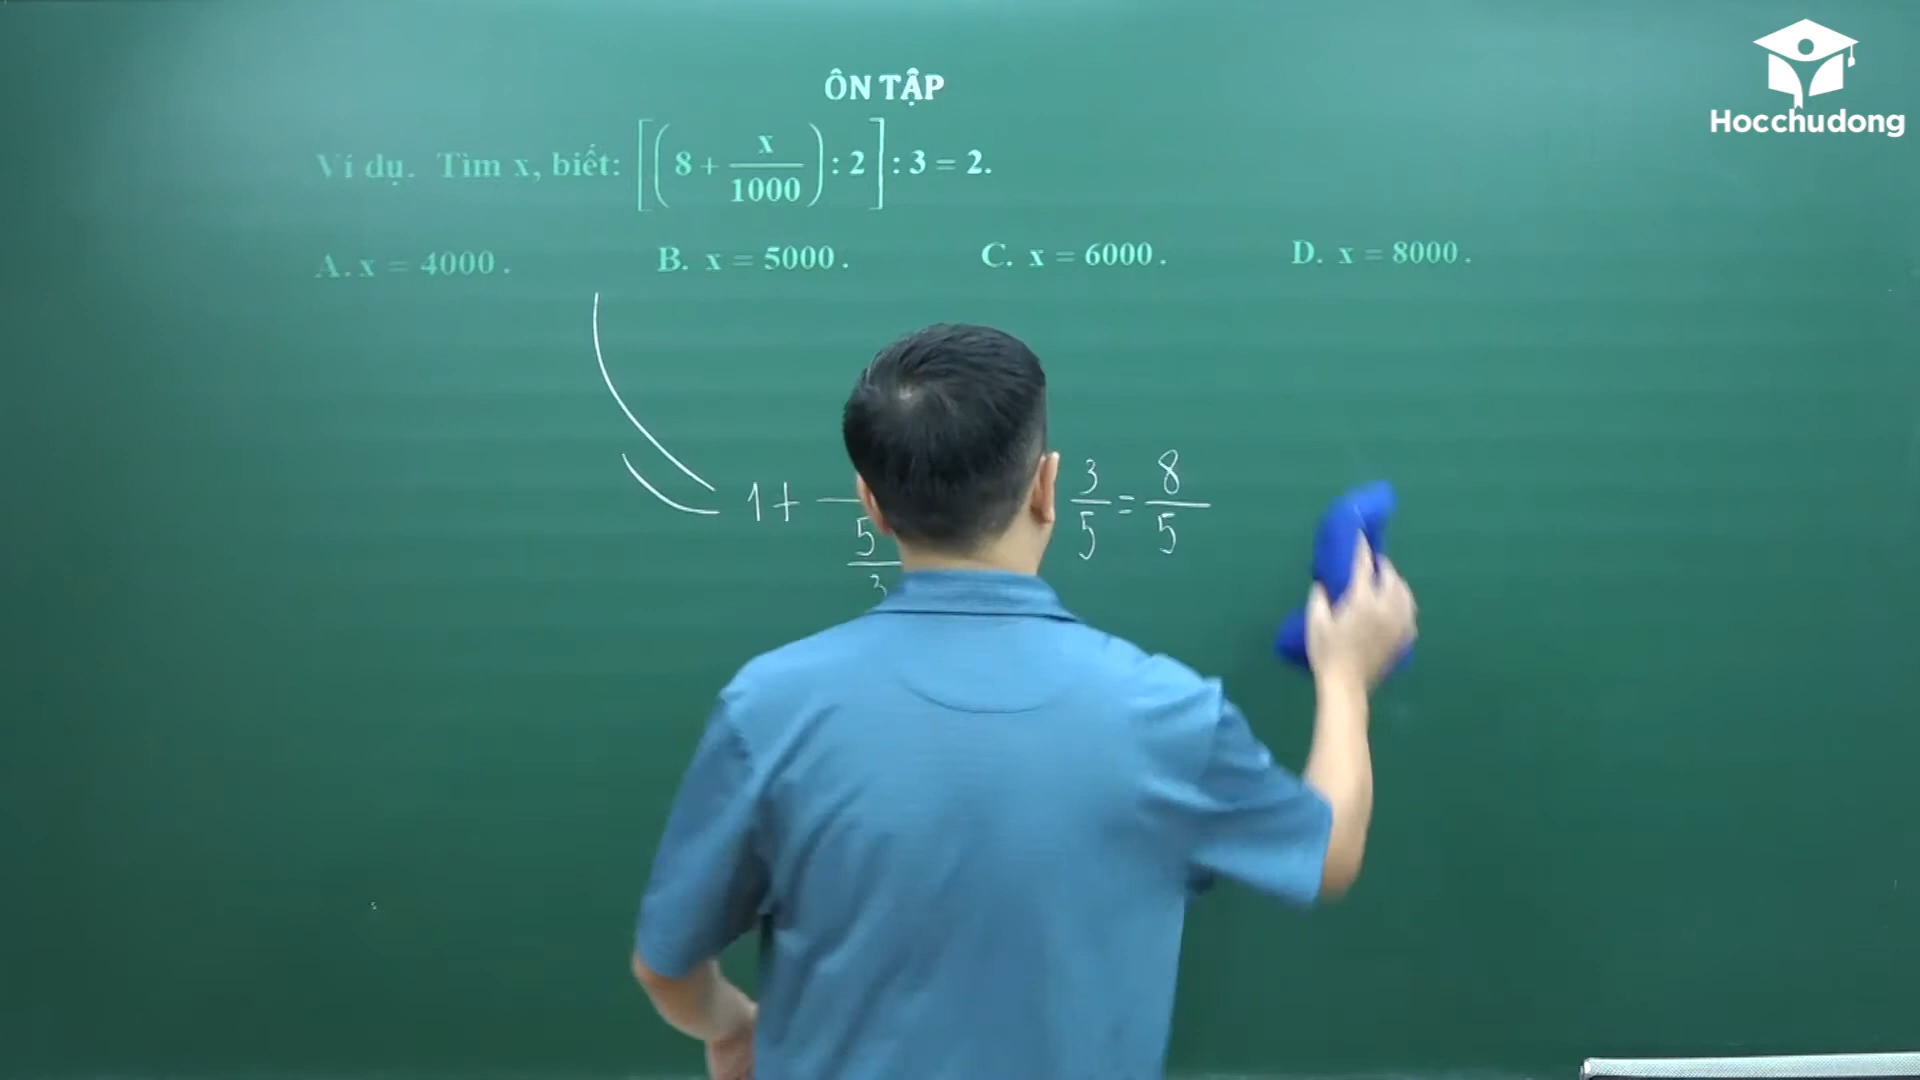 Hocchudong
ÔN TẬP
Ví dụ. Tìm x, biết: [(8 + x/1000) : 2] : 3 = 2.
A. x = 4000. B. x = 5000. C. x = 6000. D. x = 8000.
1 + 3/5 = 8/5
5
3